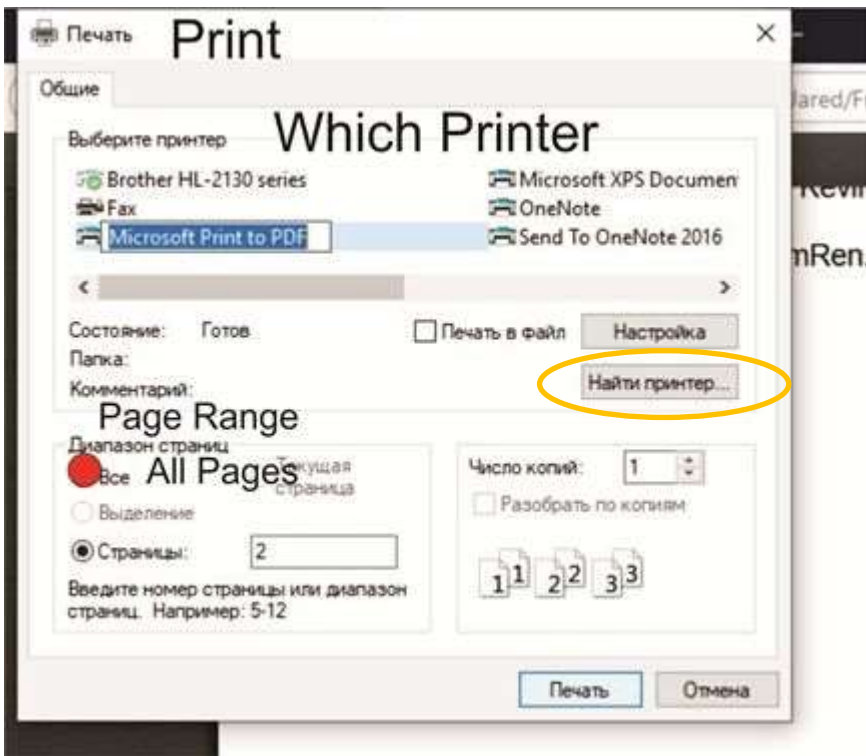 Печать Print
Общие
Выберите принтер Which Printer
Brother HL-2130 series Microsoft XPS Documen
Fax OneNote
Microsoft Print to PDF Send To OneNote 2016
Состояние: Готов Печать в файл Настройка
Папка: Найти принтер...
Комментарий:
Page Range
Диапазон страниц
Все All Pages Текущая
страница
Выделение
Страницы: 2
Введите номер страницы или диапазон
страниц. Например: 5-12
Число копий: 1
Разобрать по копиям
1 1 2 2 3 3
Печать Отмена